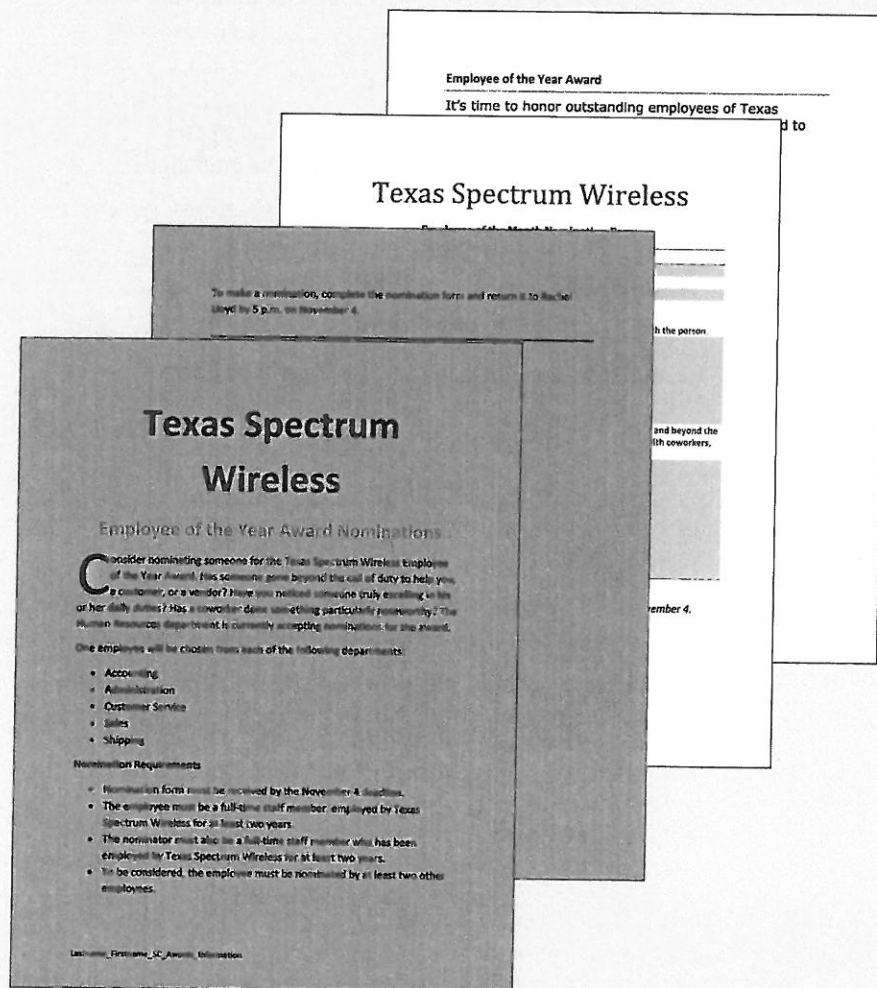 Employee of the Year Award
It's time to honor outstanding employees of Texas
d to
Texas Spectrum Wireless
Employee of the Month Nomination Form
h the person.
and beyond the
ith coworkers,
ember 4.
To make a nomination, complete the nomination form and return it to Rachel
Lloyd by 5 p.m. on November 4.
Texas Spectrum
Wireless
Employee of the Year Award Nominations
Consider nominating someone for the Texas Spectrum Wireless Employee
of the Year Award. Has someone gone beyond the call of duty to help you,
a customer, or a vendor? Have you noticed someone truly excelling in his
or her daily duties? Has a coworker done something particularly noteworthy? The
Human Resources department is currently accepting nominations for the award.
One employee will be chosen from each of the following departments:
• Accounting
• Administration
• Customer Service
• Sales
• Shipping
Nomination Requirements
• Nomination form must be received by the November 4 deadline.
• The employee must be a full-time staff member employed by Texas
Spectrum Wireless for at least two years.
• The nominator must also be a full-time staff member who has been
employed by Texas Spectrum Wireless for at least two years.
• To be considered, the employee must be nominated by at least two other
employees.
Lastname_Firstname_5C_Awards_Information